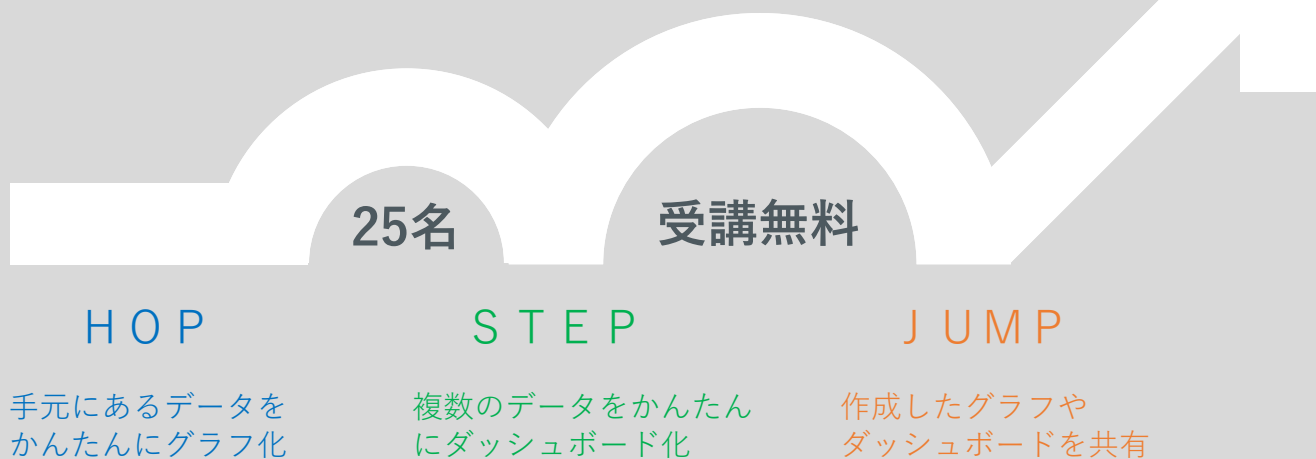 25名
受講無料
HOP
STEP
JUMP
手元にあるデータを
かんたんにグラフ化
複数のデータをかんたん
にダッシュボード化
作成したグラフや
ダッシュボードを共有